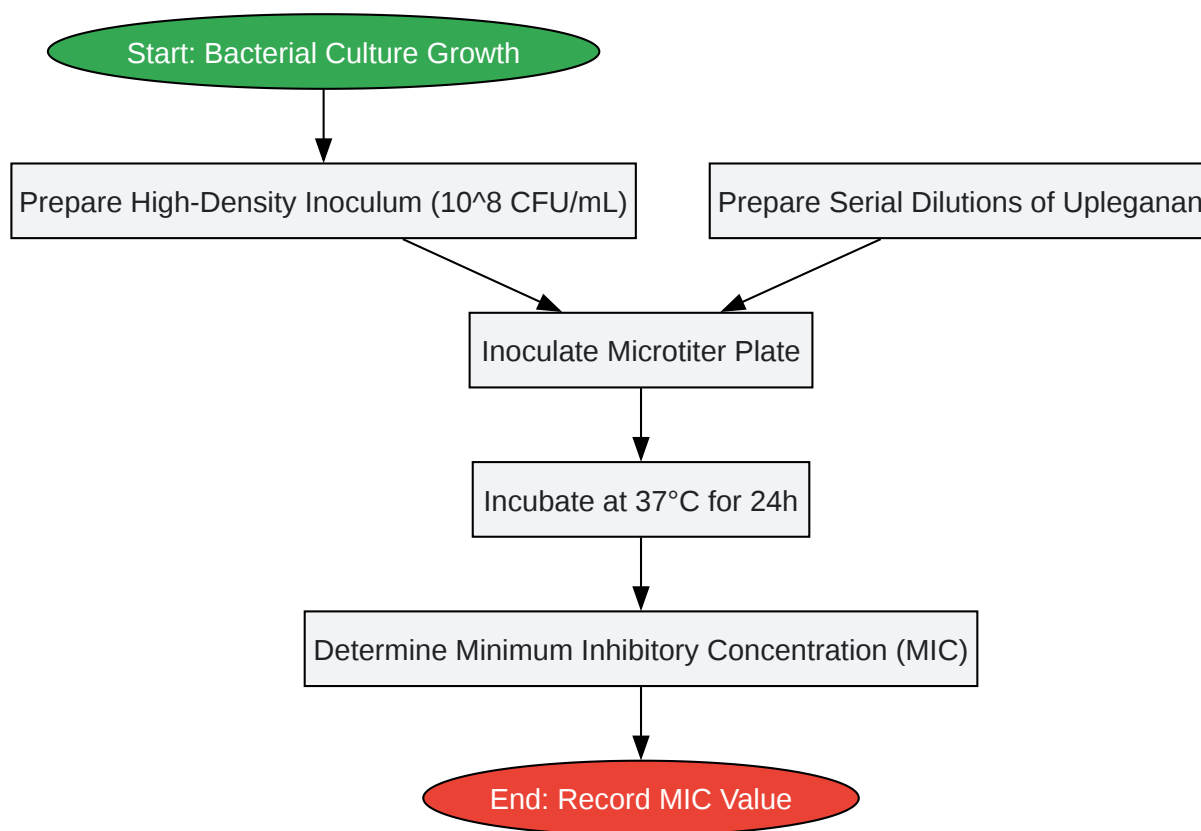 Start: Bacterial Culture Growth
Prepare High-Density Inoculum (10^8 CFU/mL)
Prepare Serial Dilutions of Upleganan
Inoculate Microtiter Plate
Incubate at 37°C for 24h
Determine Minimum Inhibitory Concentration (MIC)
End: Record MIC Value